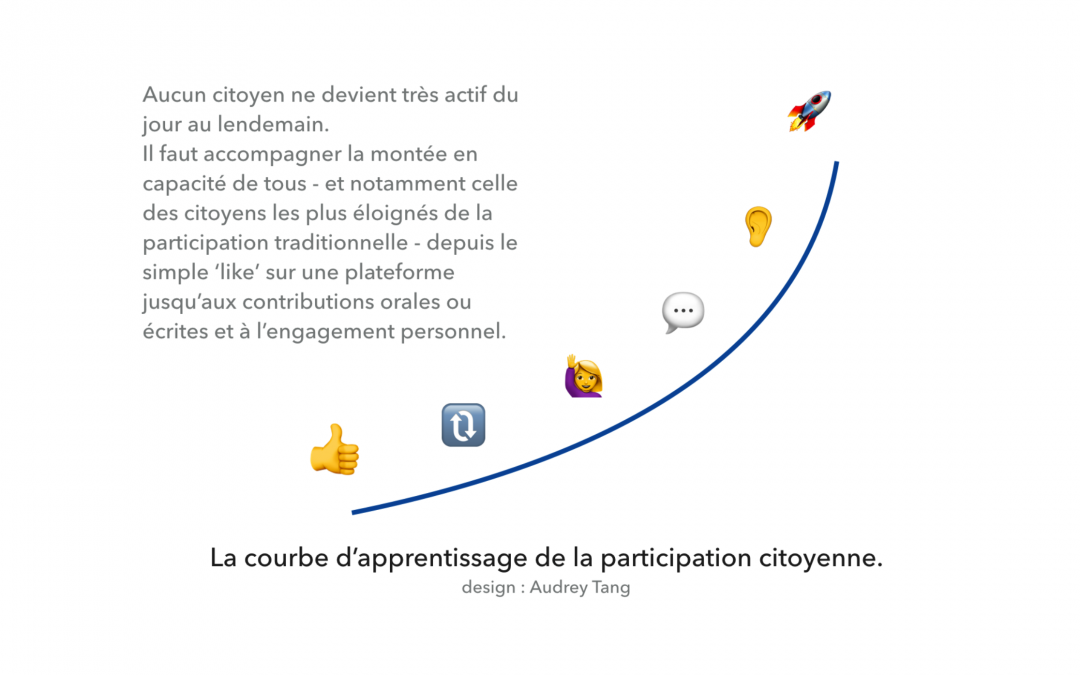 Aucun citoyen ne devient très actif du
jour au lendemain.
Il faut accompagner la montée en
capacité de tous - et notamment celle
des citoyens les plus éloignés de la
participation traditionnelle - depuis le
simple ‘like’ sur une plateforme
jusqu’aux contributions orales ou
écrites et à l’engagement personnel.
La courbe d’apprentissage de la participation citoyenne.
design : Audrey Tang